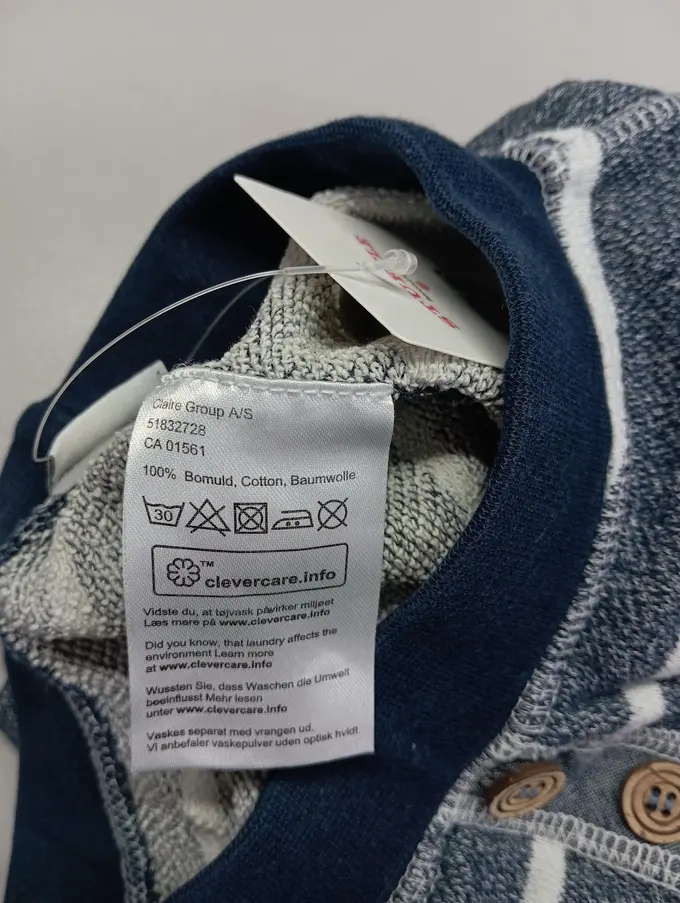 Claire Group A/S
51832728
CA 01561
100% Bomuld, Cotton, Baumwolle
30
™
clevercare.info
Vidste du, at tøjvask påvirker miljøet
Læs mere på www.clevercare.info
Did you know, that laundry affects the
environment Learn more
at www.clevercare.info
Wussten Sie, dass Waschen die Umwelt
beeinflusst Mehr lesen
unter www.clevercare.info
Vaskes separat med vrangen ud.
Vi anbefaler vaskepulver uden optisk hvidt